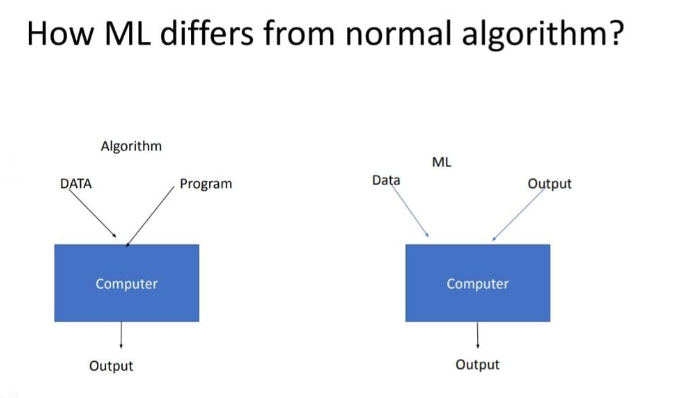 How ML differs from normal algorithm?
Algorithm
ML
DATA
Program
Data
Output
Computer
Computer
Output
Output